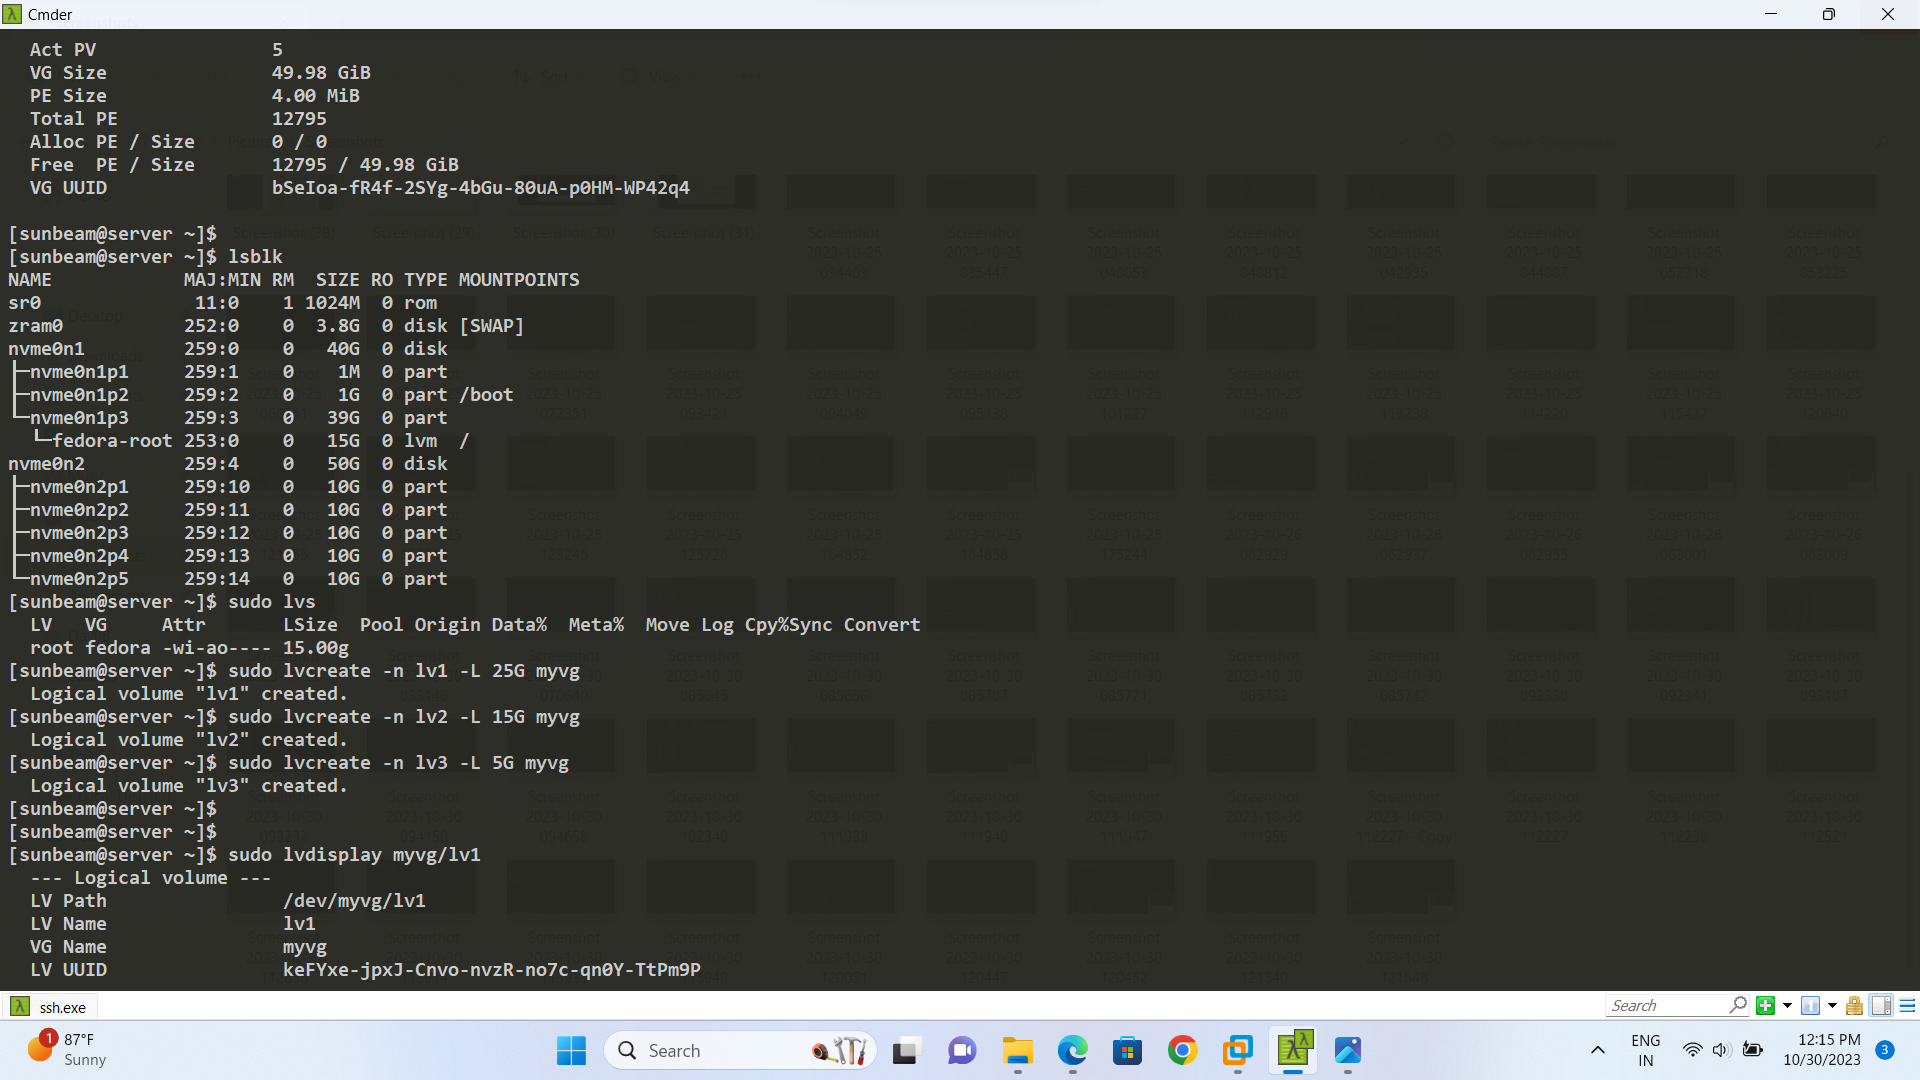 Cmder
Act PV 5
VG Size 49.98 GiB
PE Size 4.00 MiB
Total PE 12795
Alloc PE / Size 0 / 0
Free PE / Size 12795 / 49.98 GiB
VG UUID bSeIoa-fR4f-2SYg-4bGu-80uA-p0HM-WP42q4
[sunbeam@server ~]$
[sunbeam@server ~]$ lsblk
NAME MAJ:MIN RM SIZE RO TYPE MOUNTPOINTS
sr0 11:0 1 1024M 0 rom
zram0 252:0 0 3.8G 0 disk [SWAP]
nvme0n1 259:0 0 40G 0 disk
├─nvme0n1p1 259:1 0 1M 0 part
├─nvme0n1p2 259:2 0 1G 0 part /boot
└─nvme0n1p3 259:3 0 39G 0 part
└─fedora-root 253:0 0 15G 0 lvm /
nvme0n2 259:4 0 50G 0 disk
├─nvme0n2p1 259:10 0 10G 0 part
├─nvme0n2p2 259:11 0 10G 0 part
├─nvme0n2p3 259:12 0 10G 0 part
├─nvme0n2p4 259:13 0 10G 0 part
└─nvme0n2p5 259:14 0 10G 0 part
[sunbeam@server ~]$ sudo lvs
LV VG Attr LSize Pool Origin Data% Meta% Move Log Cpy%Sync Convert
root fedora -wi-ao---- 15.00g
[sunbeam@server ~]$ sudo lvcreate -n lv1 -L 25G myvg
Logical volume "lv1" created.
[sunbeam@server ~]$ sudo lvcreate -n lv2 -L 15G myvg
Logical volume "lv2" created.
[sunbeam@server ~]$ sudo lvcreate -n lv3 -L 5G myvg
Logical volume "lv3" created.
[sunbeam@server ~]$
[sunbeam@server ~]$
[sunbeam@server ~]$ sudo lvdisplay myvg/lv1
--- Logical volume ---
LV Path /dev/myvg/lv1
LV Name lv1
VG Name myvg
LV UUID keFYxe-jpxJ-Cnvo-nvzR-no7c-qn0Y-TtPm9P
ssh.exe
Search
1
87°F
Sunny
Search
ENG
IN
12:15 PM
10/30/2023
3